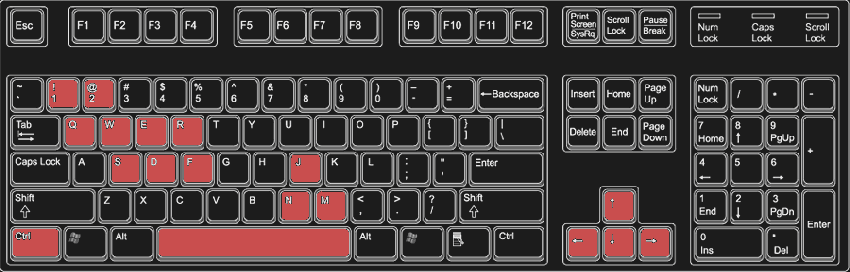 Esc F1 F2 F3 F4 F5 F6 F7 F8 F9 F10 F11 F12 Print Scroll Pause Num Caps Scroll
Screen Lock Break Lock Lock Lock
SysRq
~ ! @ # $ % ^ & * ( ) _ + ←Backspace Insert Home Page Num / * -
` 1 2 3 4 5 6 7 8 9 0 - = Up Lock
Tab Q W E R T Y U I O P { } | Delete End Page 7 8 9 +
[ ] \ Down Home ↑ PgUp
Caps Lock A S D F G H J K L : " Enter 4 5 6
; ' ← →
Shift Z X C V B N M < > ? Shift ↑ 1 2 3 Enter
⇧ , . / ⇧ End ↓ PgDn
Ctrl Alt Alt Ctrl ← ↓ → 0 *
Ins Del